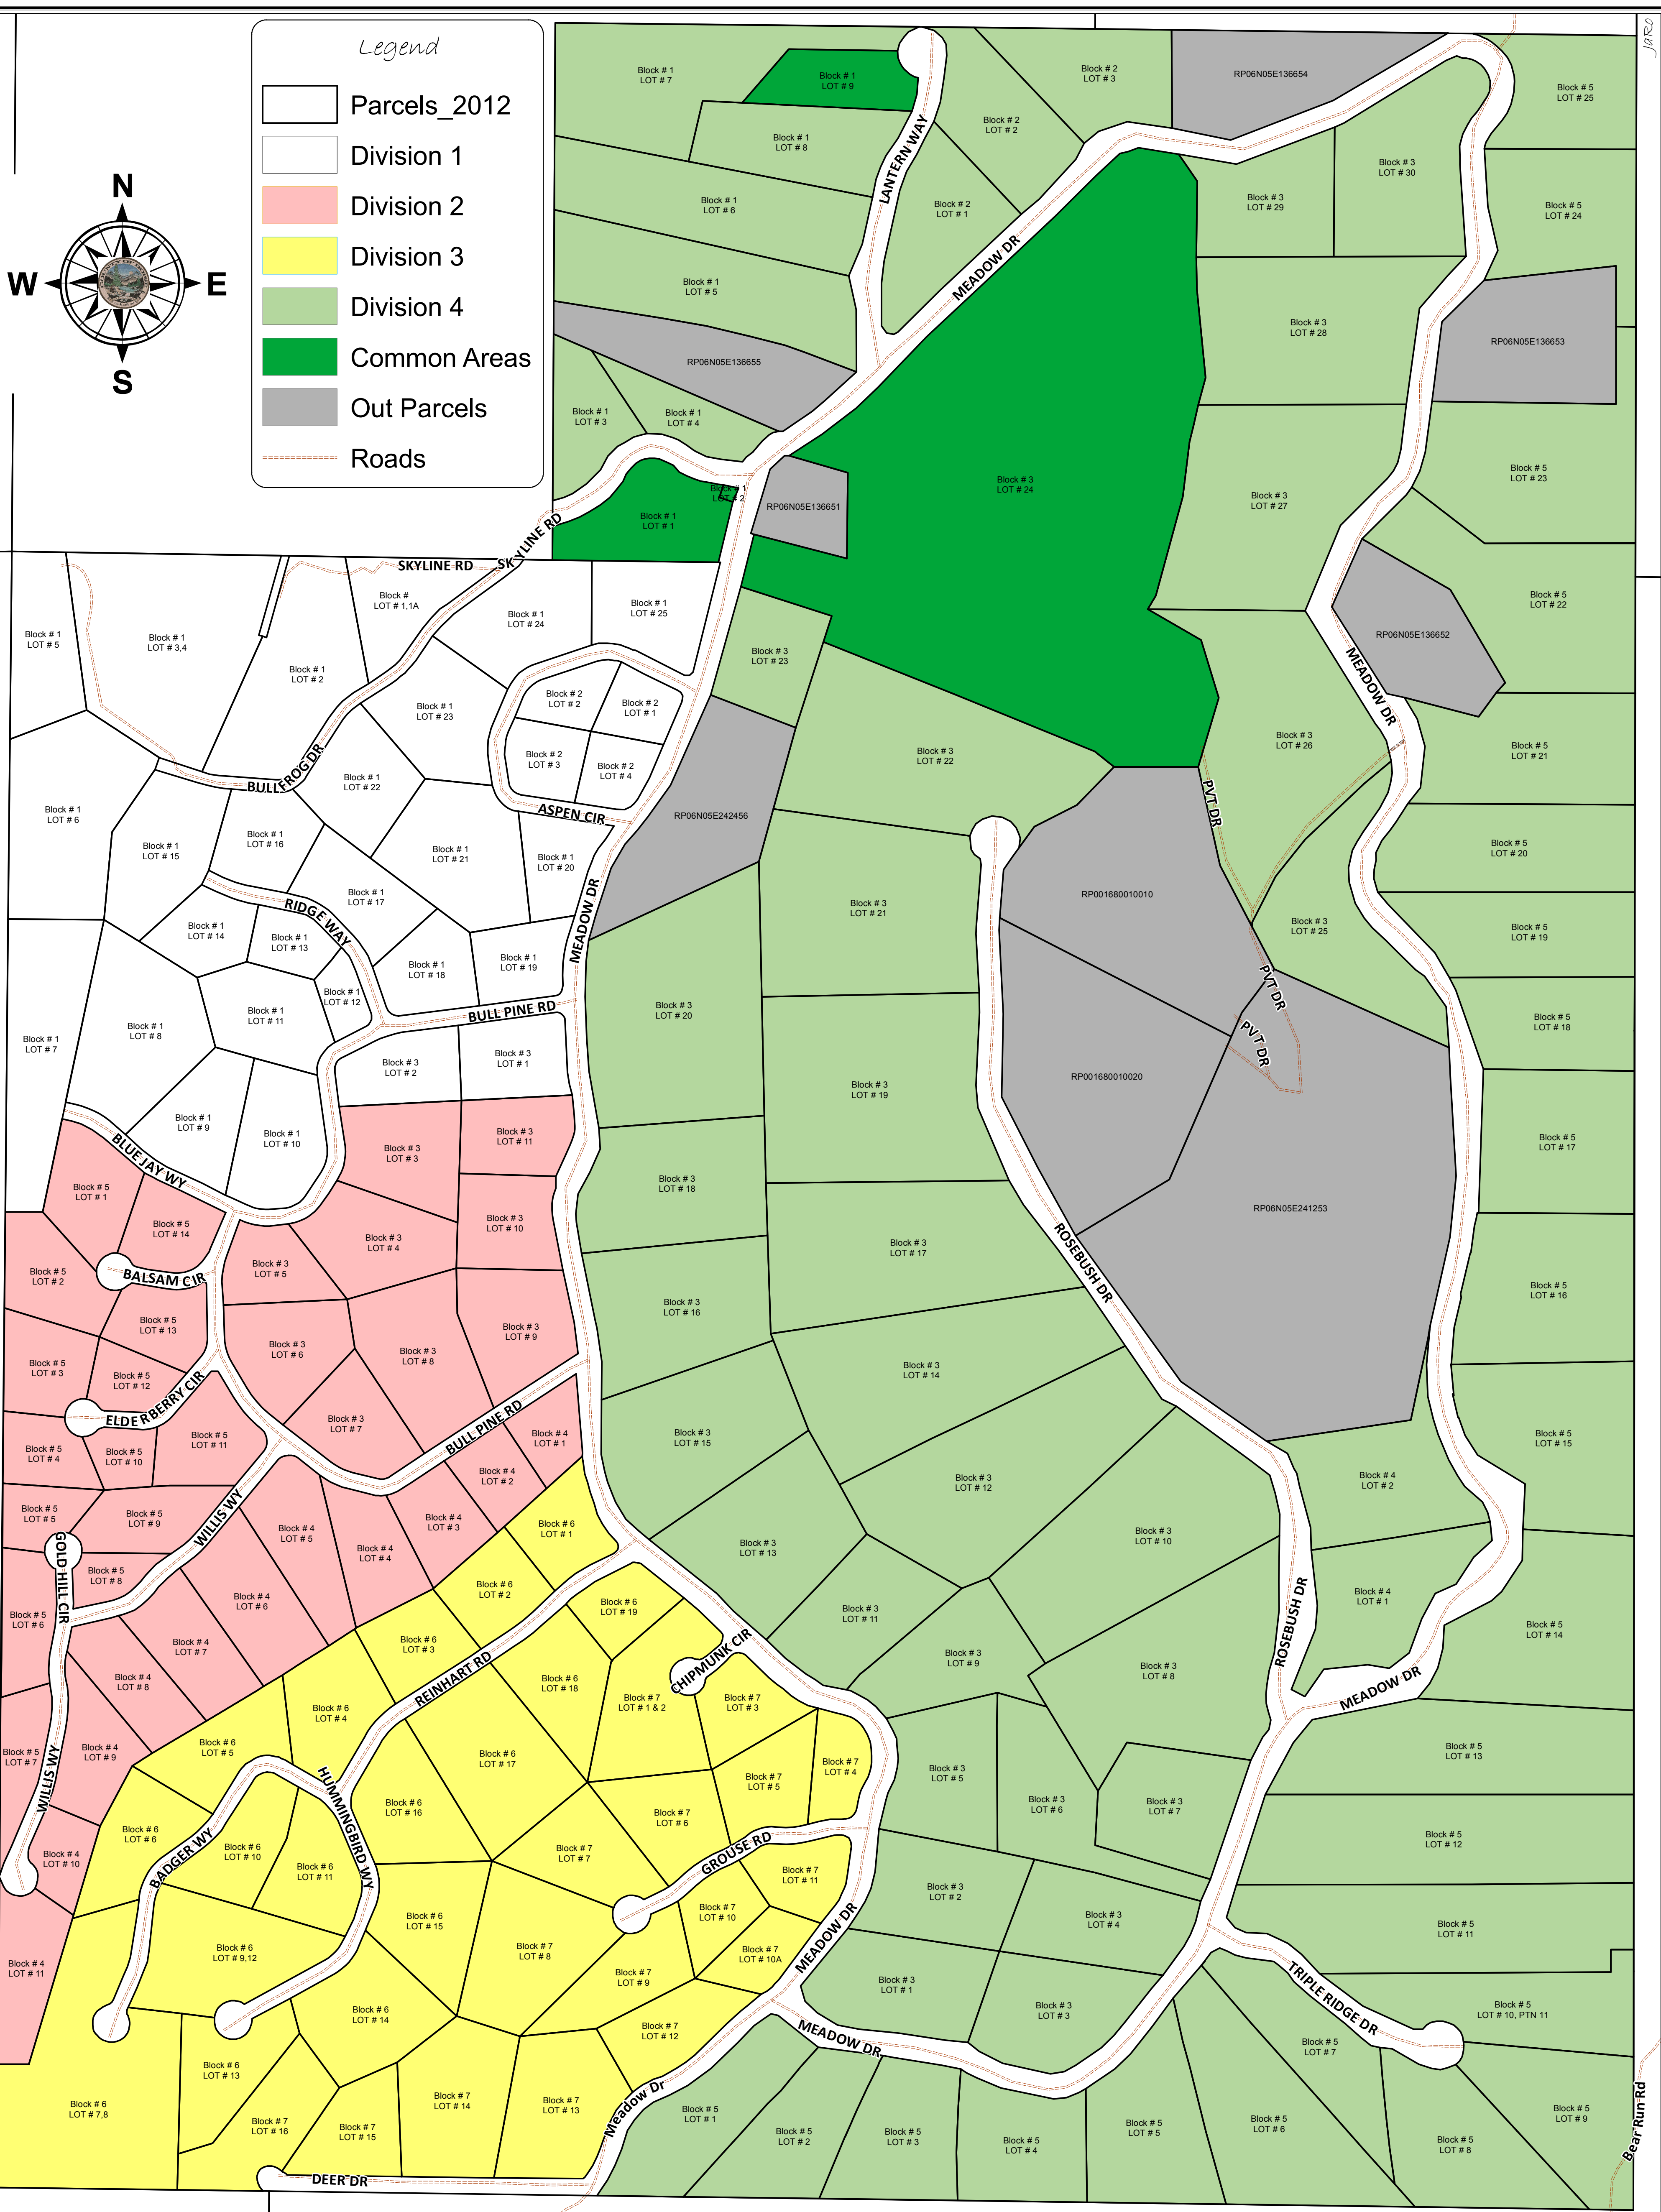 JaRo
Legend
Parcels_2012
Division 1
Division 2
Division 3
Division 4
Common Areas
Out Parcels
Roads
N
W
E
S
Block # 1
LOT # 7
Block # 1
LOT # 9
Block # 1
LOT # 8
Block # 1
LOT # 6
Block # 1
LOT # 5
RP06N05E136655
Block # 1
LOT # 3
Block # 1
LOT # 4
Block # 1
LOT # 2
Block # 1
LOT # 1
LANTERN WAY
Block # 2
LOT # 3
Block # 2
LOT # 2
Block # 2
LOT # 1
MEADOW DR
RP06N05E136654
Block # 5
LOT # 25
Block # 3
LOT # 30
Block # 3
LOT # 29
Block # 5
LOT # 24
Block # 3
LOT # 28
RP06N05E136653
Block # 3
LOT # 24
RP06N05E136651
Block # 3
LOT # 27
Block # 5
LOT # 23
Block # 5
LOT # 22
RP06N05E136652
MEADOW DR
SKYLINE RD
SKYLINE RD
Block # 1
LOT # 5
Block # 1
LOT # 3,4
Block #
LOT # 1,1A
Block # 1
LOT # 2
Block # 1
LOT # 24
Block # 1
LOT # 25
Block # 1
LOT # 23
Block # 2
LOT # 2
Block # 2
LOT # 1
Block # 2
LOT # 3
Block # 2
LOT # 4
Block # 3
LOT # 23
Block # 3
LOT # 22
Block # 3
LOT # 26
Block # 5
LOT # 21
BULLFROG DR
Block # 1
LOT # 22
Block # 1
LOT # 6
Block # 1
LOT # 15
Block # 1
LOT # 16
Block # 1
LOT # 21
ASPEN CIR
Block # 1
LOT # 20
RP06N05E242456
PVT DR
Block # 5
LOT # 20
RP001680010010
Block # 3
LOT # 21
Block # 3
LOT # 25
Block # 5
LOT # 19
Block # 1
LOT # 17
RIDGE WAY
Block # 1
LOT # 14
Block # 1
LOT # 13
Block # 1
LOT # 12
Block # 1
LOT # 18
Block # 1
LOT # 19
MEADOW DR
BULL PINE RD
Block # 1
LOT # 11
Block # 1
LOT # 8
Block # 1
LOT # 7
Block # 3
LOT # 20
PVT DR
PVT DR
Block # 5
LOT # 18
Block # 3
LOT # 2
Block # 3
LOT # 1
Block # 3
LOT # 19
RP001680010020
Block # 1
LOT # 9
Block # 1
LOT # 10
Block # 3
LOT # 3
Block # 3
LOT # 11
Block # 5
LOT # 17
BLUE JAY WY
Block # 5
LOT # 1
Block # 5
LOT # 14
Block # 3
LOT # 10
Block # 3
LOT # 4
Block # 3
LOT # 18
RP06N05E241253
Block # 3
LOT # 17
ROSEBUSH DR
Block # 5
LOT # 2
BALSAM CIR
Block # 3
LOT # 5
Block # 5
LOT # 13
Block # 3
LOT # 6
Block # 3
LOT # 8
Block # 3
LOT # 9
Block # 3
LOT # 16
Block # 5
LOT # 16
Block # 5
LOT # 3
Block # 5
LOT # 12
ELDERBERRY CIR
Block # 3
LOT # 14
Block # 3
LOT # 7
BULL PINE RD
Block # 5
LOT # 4
Block # 5
LOT # 10
Block # 5
LOT # 11
Block # 4
LOT # 1
Block # 3
LOT # 15
Block # 5
LOT # 15
Block # 4
LOT # 2
Block # 3
LOT # 12
Block # 4
LOT # 2
Block # 5
LOT # 5
Block # 5
LOT # 9
WILLIS WY
Block # 4
LOT # 5
Block # 4
LOT # 3
Block # 4
LOT # 4
Block # 6
LOT # 1
Block # 3
LOT # 13
Block # 3
LOT # 10
GOLD HILL CIR
Block # 5
LOT # 8
Block # 5
LOT # 6
Block # 4
LOT # 6
Block # 6
LOT # 2
Block # 6
LOT # 19
Block # 3
LOT # 11
ROSEBUSH DR
Block # 4
LOT # 1
Block # 5
LOT # 14
Block # 4
LOT # 7
Block # 6
LOT # 3
CHIPMUNK CIR
Block # 3
LOT # 9
Block # 3
LOT # 8
MEADOW DR
Block # 4
LOT # 8
REINHART RD
Block # 6
LOT # 18
Block # 7
LOT # 1 & 2
Block # 7
LOT # 3
Block # 6
LOT # 4
Block # 5
LOT # 7
WILLIS WY
Block # 4
LOT # 9
Block # 6
LOT # 5
Block # 6
LOT # 17
Block # 7
LOT # 4
Block # 7
LOT # 5
Block # 3
LOT # 5
Block # 5
LOT # 13
HUMMINGBIRD WY
Block # 6
LOT # 16
Block # 7
LOT # 6
Block # 3
LOT # 6
Block # 3
LOT # 7
Block # 6
LOT # 6
BADGER WY
Block # 6
LOT # 10
Block # 6
LOT # 11
Block # 7
LOT # 7
GROUSE RD
Block # 5
LOT # 12
Block # 4
LOT # 10
Block # 7
LOT # 11
Block # 3
LOT # 2
Block # 6
LOT # 15
Block # 7
LOT # 10
Block # 3
LOT # 4
Block # 5
LOT # 11
Block # 4
LOT # 11
Block # 6
LOT # 9,12
Block # 7
LOT # 8
Block # 7
LOT # 10A
MEADOW DR
Block # 7
LOT # 9
Block # 3
LOT # 1
TRIPLE RIDGE DR
Block # 6
LOT # 14
Block # 7
LOT # 12
MEADOW DR
Block # 3
LOT # 3
Block # 5
LOT # 10, PTN 11
Block # 5
LOT # 7
Block # 6
LOT # 13
Block # 6
LOT # 7,8
Block # 7
LOT # 16
Block # 7
LOT # 15
Block # 7
LOT # 14
Block # 7
LOT # 13
Meadow Dr
Block # 5
LOT # 1
Block # 5
LOT # 2
Block # 5
LOT # 3
Block # 5
LOT # 4
Block # 5
LOT # 5
Block # 5
LOT # 6
Block # 5
LOT # 8
Block # 5
LOT # 9
Bear Run Rd
DEER DR